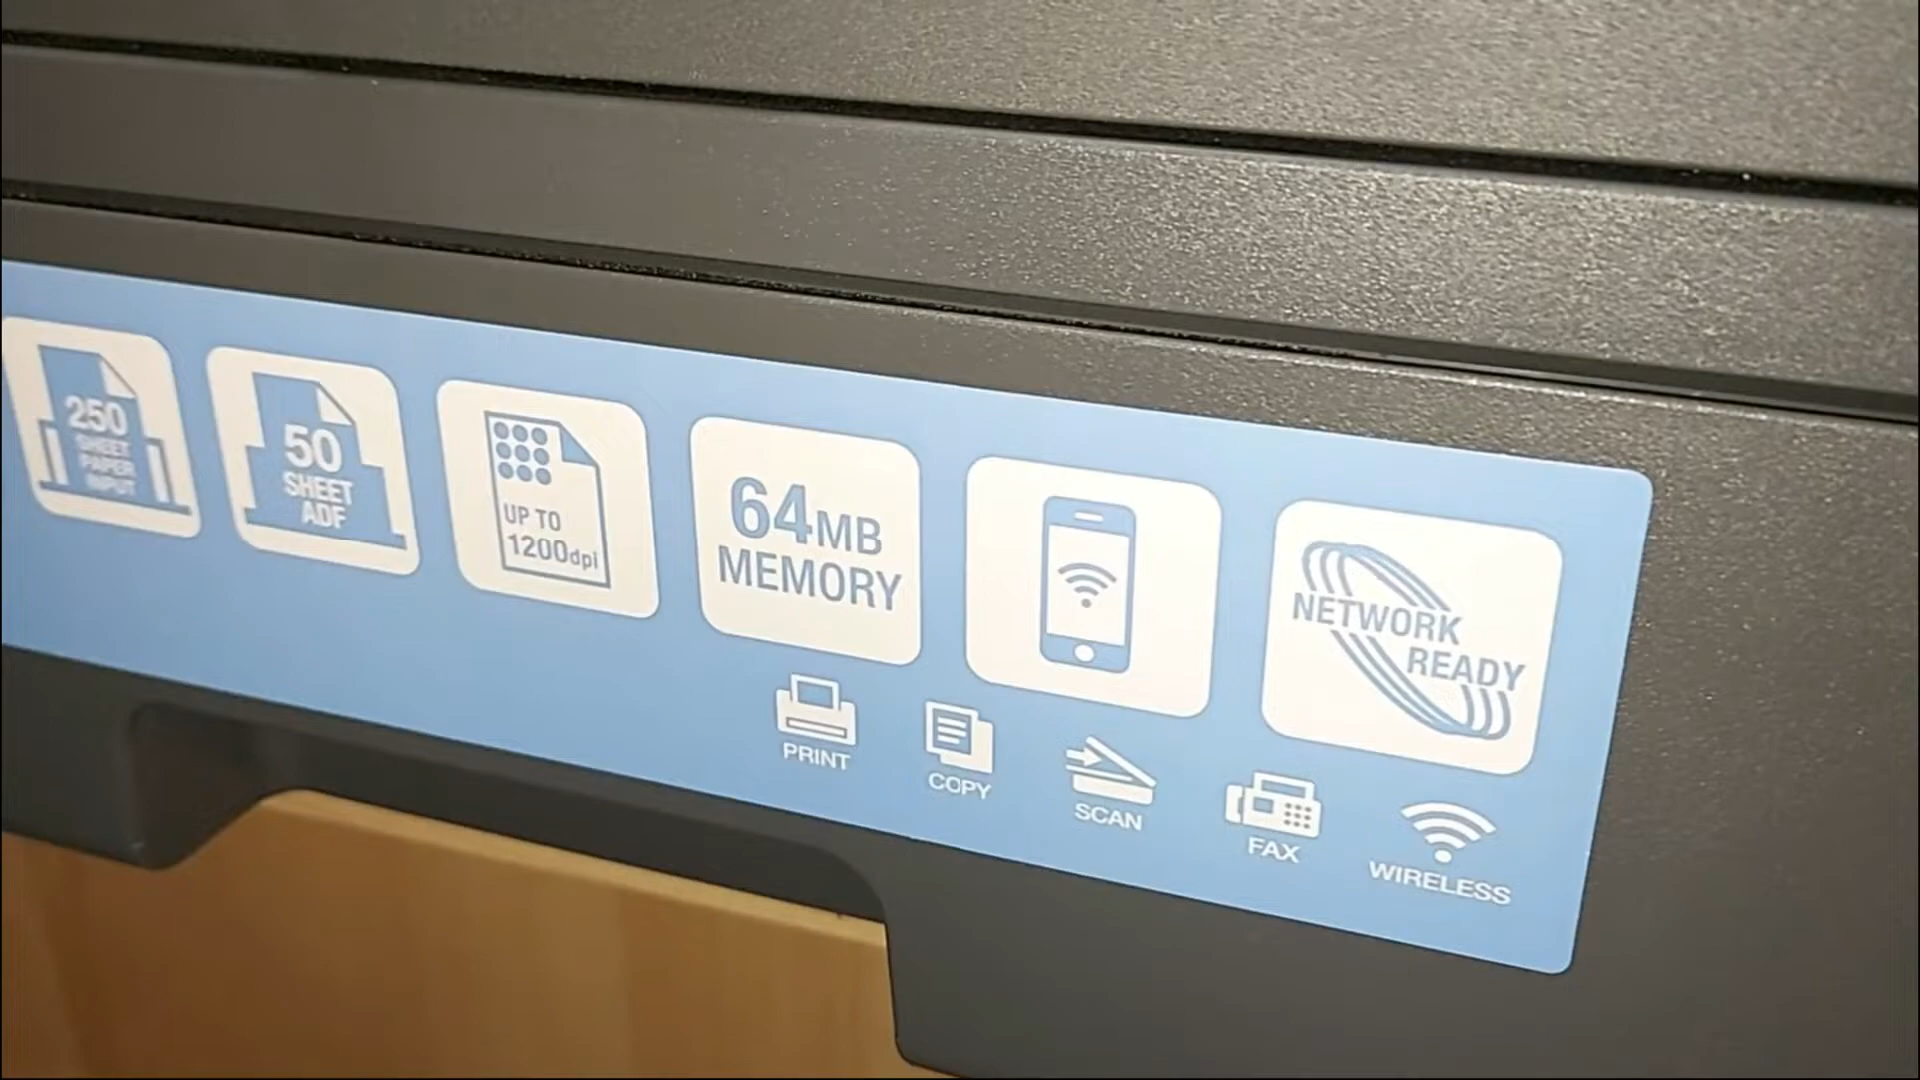 250
SHEET
PAPER
INPUT
50
SHEET
ADF
UP TO
1200dpi
64MB
MEMORY
NETWORK
READY
PRINT
COPY
SCAN
FAX
WIRELESS